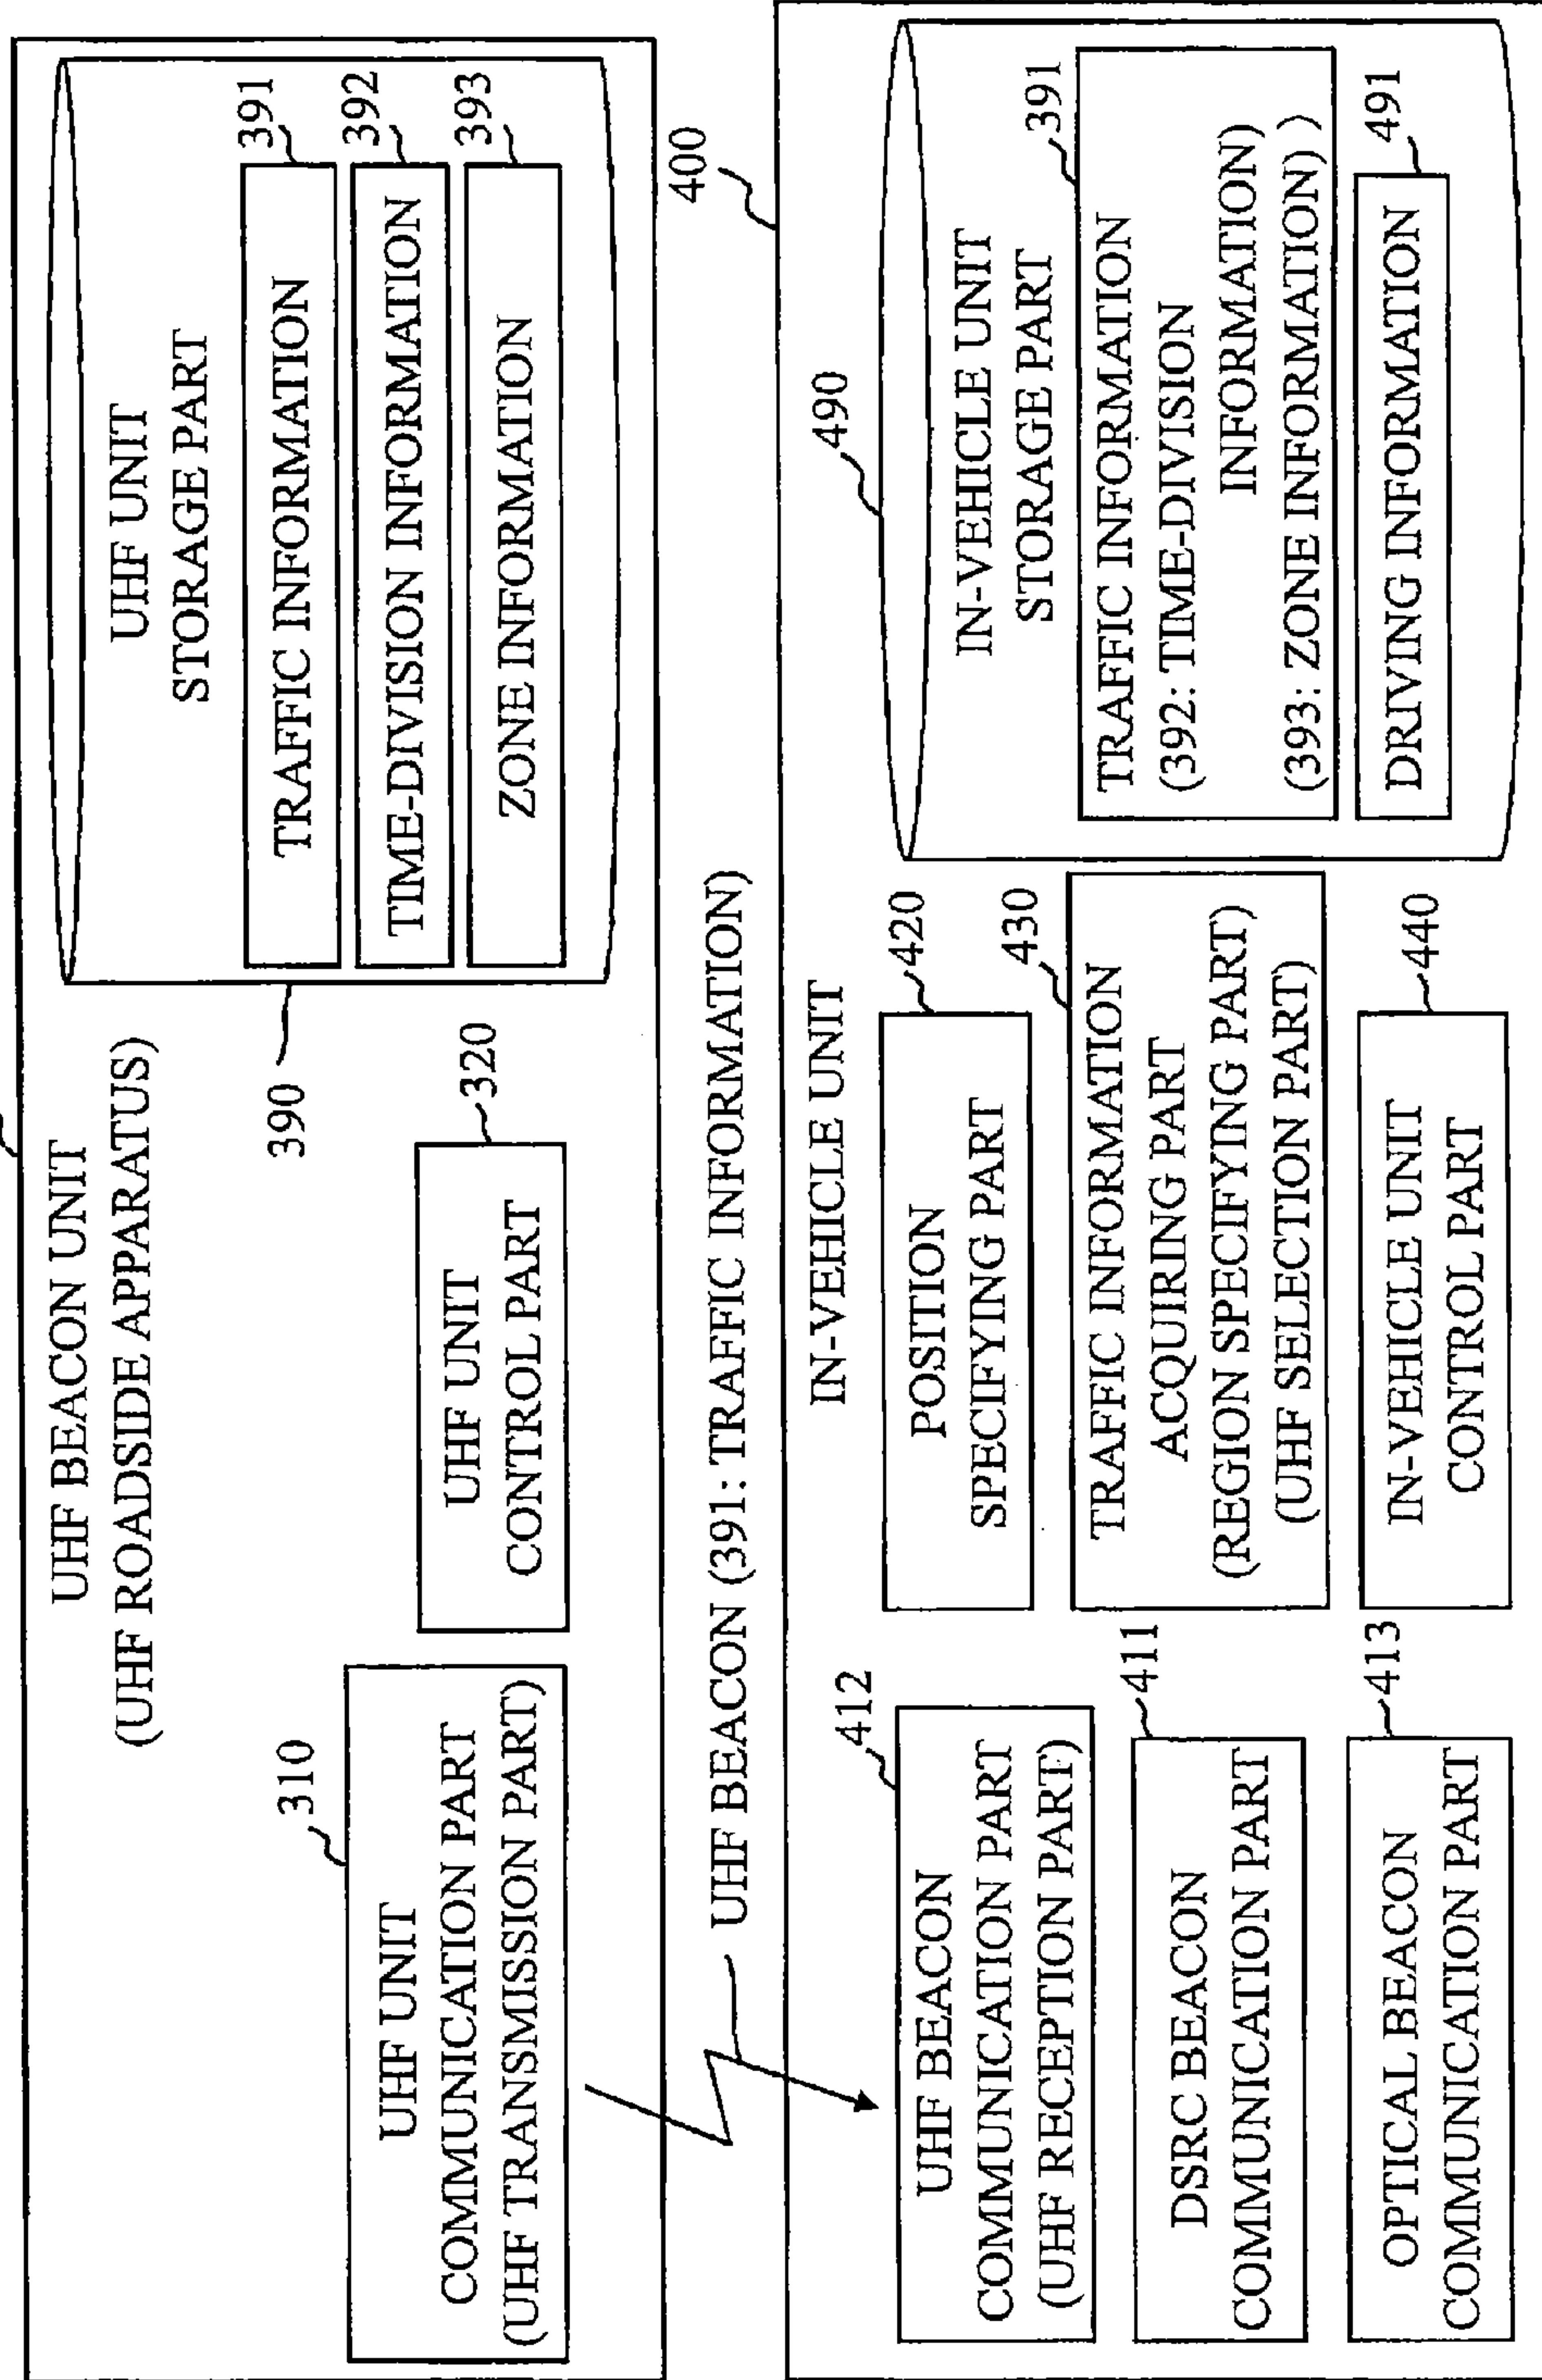 UHF BEACON UNIT
(UHF ROADSIDE APPARATUS)
310
UHF UNIT
COMMUNICATION PART
(UHF TRANSMISSION PART)
320
UHF UNIT
CONTROL PART
390
UHF UNIT
STORAGE PART
391
TRAFFIC INFORMATION
392
TIME-DIVISION INFORMATION
393
ZONE INFORMATION
UHF BEACON (391: TRAFFIC INFORMATION)
400
IN-VEHICLE UNIT
412
UHF BEACON
COMMUNICATION PART
(UHF RECEPTION PART)
411
DSRC BEACON
COMMUNICATION PART
413
OPTICAL BEACON
COMMUNICATION PART
420
POSITION
SPECIFYING PART
430
TRAFFIC INFORMATION
ACQUIRING PART
(REGION SPECIFYING PART)
(UHF SELECTION PART)
440
IN-VEHICLE UNIT
CONTROL PART
490
IN-VEHICLE UNIT
STORAGE PART
391
TRAFFIC INFORMATION
(392: TIME-DIVISION
INFORMATION)
(393: ZONE INFORMATION) )
491
DRIVING INFORMATION